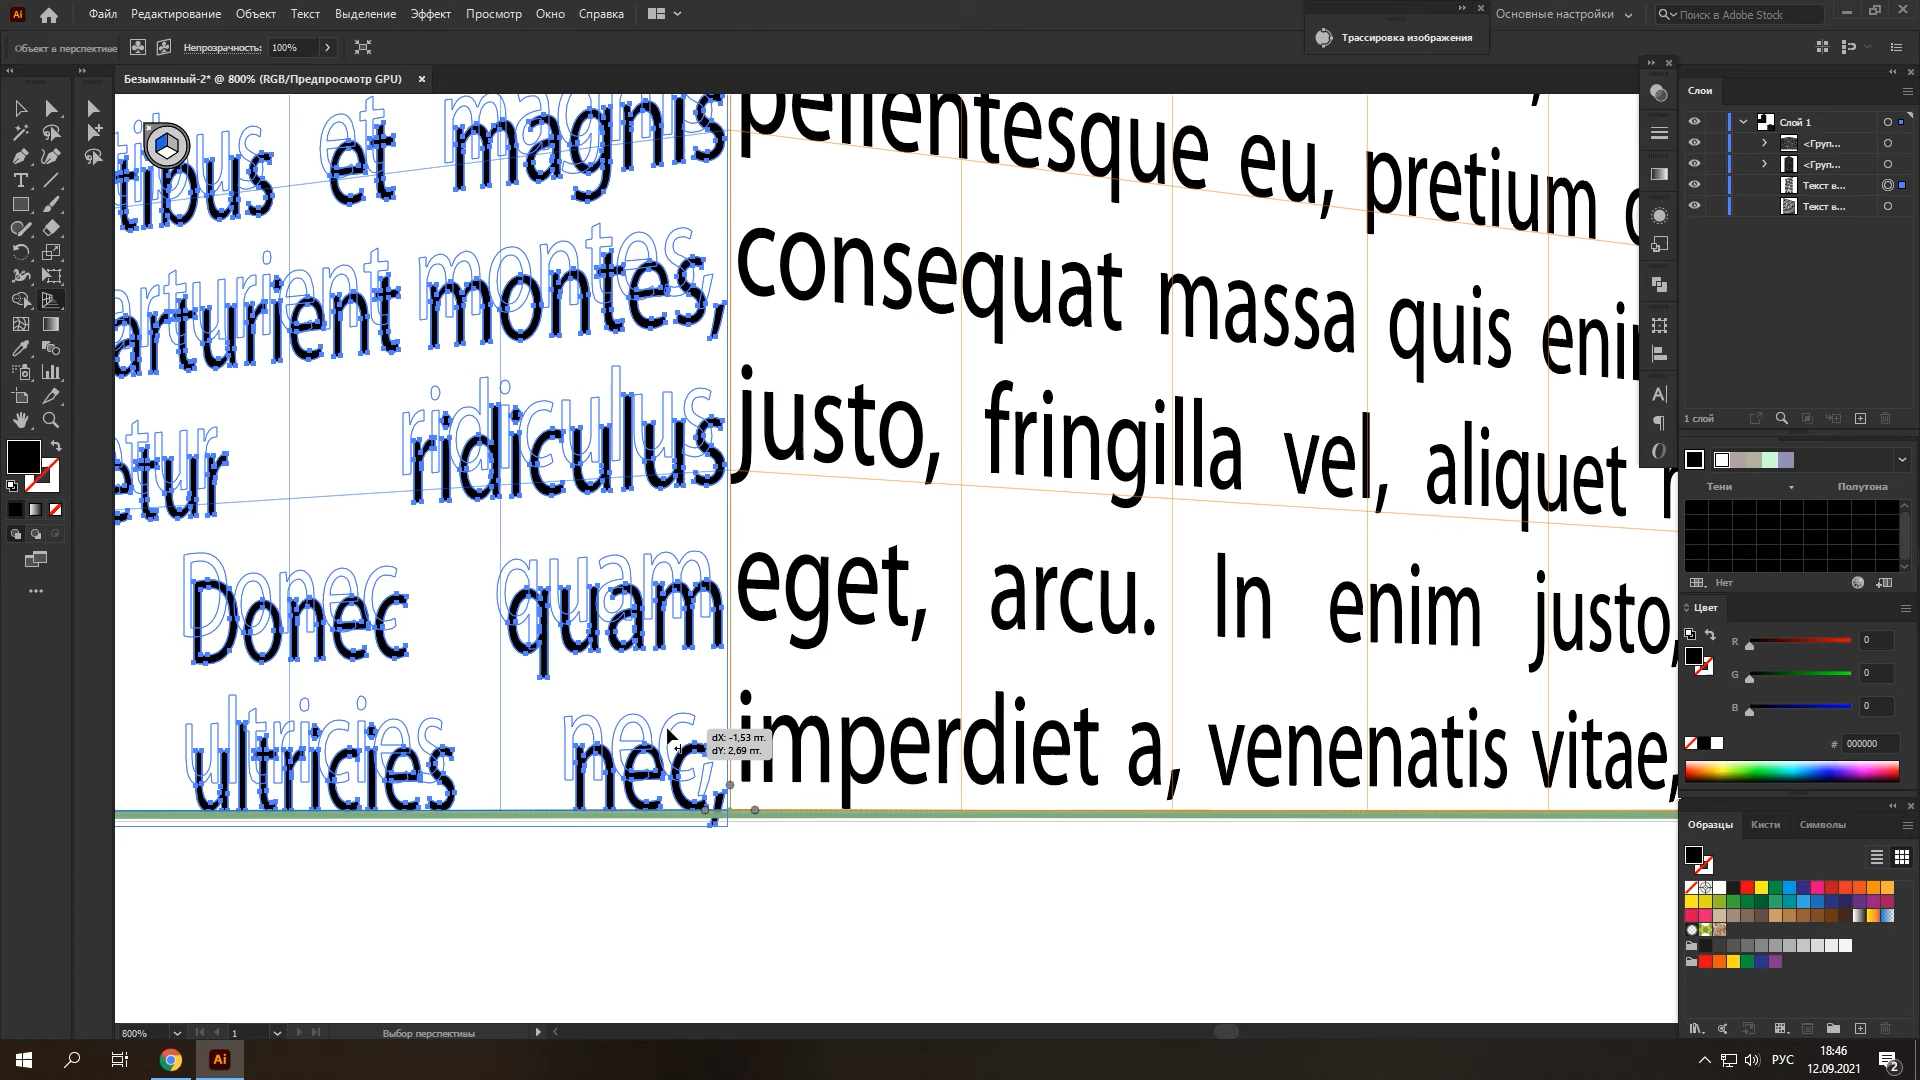 Ai
Файл Редактирование Объект Текст Выделение Эффект Просмотр Окно Справка
Основные настройки
Поиск в Adobe Stock
Трассировка изображения
Объект в перспективе Непрозрачность: 100%
Безымянный-2* @ 800% (RGB/Предпросмотр GPU)
Слои
Слой 1
<Груп...
<Груп...
Текст в...
Текст в...
1 слой
tibus et magnis
arturient montes,
etur ridiculus
Donec quam
ultricies nec,
pellentesque eu, pretium
consequat massa quis enim
justo, fringilla vel, aliquet
eget, arcu. In enim justo,
imperdiet a, venenatis vitae,
dX: -1,53 пт.
dY: 2,69 пт.
Тени Полутона
Нет
Цвет
R 0
G 0
B 0
# 000000
Образцы Кисти Символы
800% 1 Выбор перспективы
Ai
РУС
18:46
12.09.2021
2